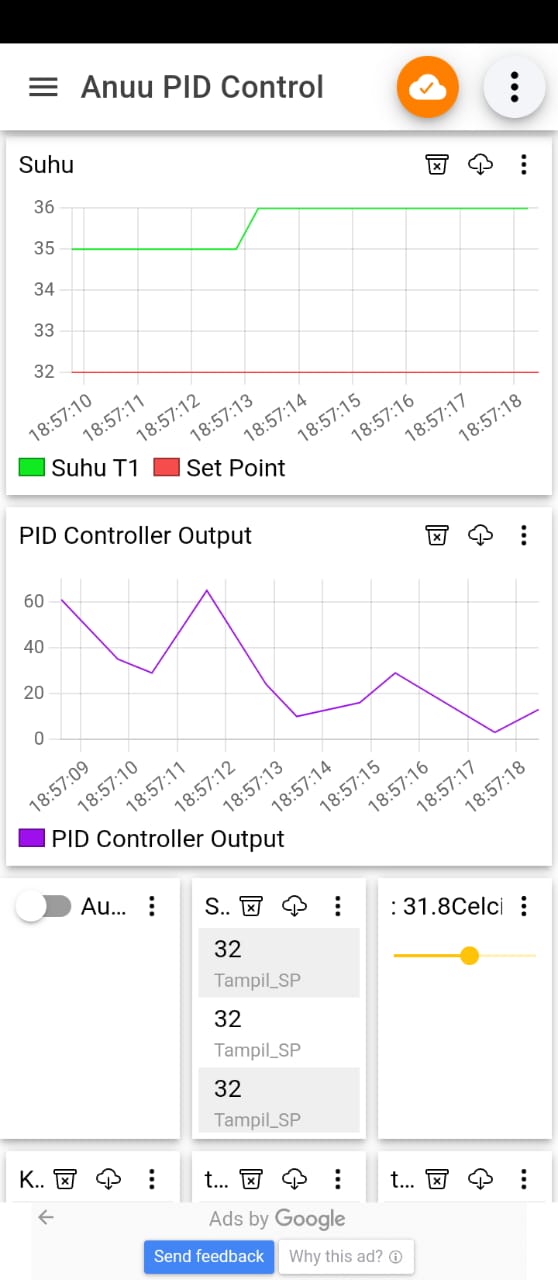 Anuu PID Control
Suhu
36
35
34
33
32
18:57:10 18:57:11 18:57:12 18:57:13 18:57:14 18:57:15 18:57:16 18:57:17 18:57:18
Suhu T1 Set Point
PID Controller Output
60
40
20
0
18:57:09 18:57:10 18:57:11 18:57:12 18:57:13 18:57:14 18:57:15 18:57:16 18:57:17 18:57:18
PID Controller Output
Au... S.. : 31.8Celci
32
Tampil_SP
32
Tampil_SP
32
Tampil_SP
K.. t... t...
Ads by Google
Send feedback Why this ad?